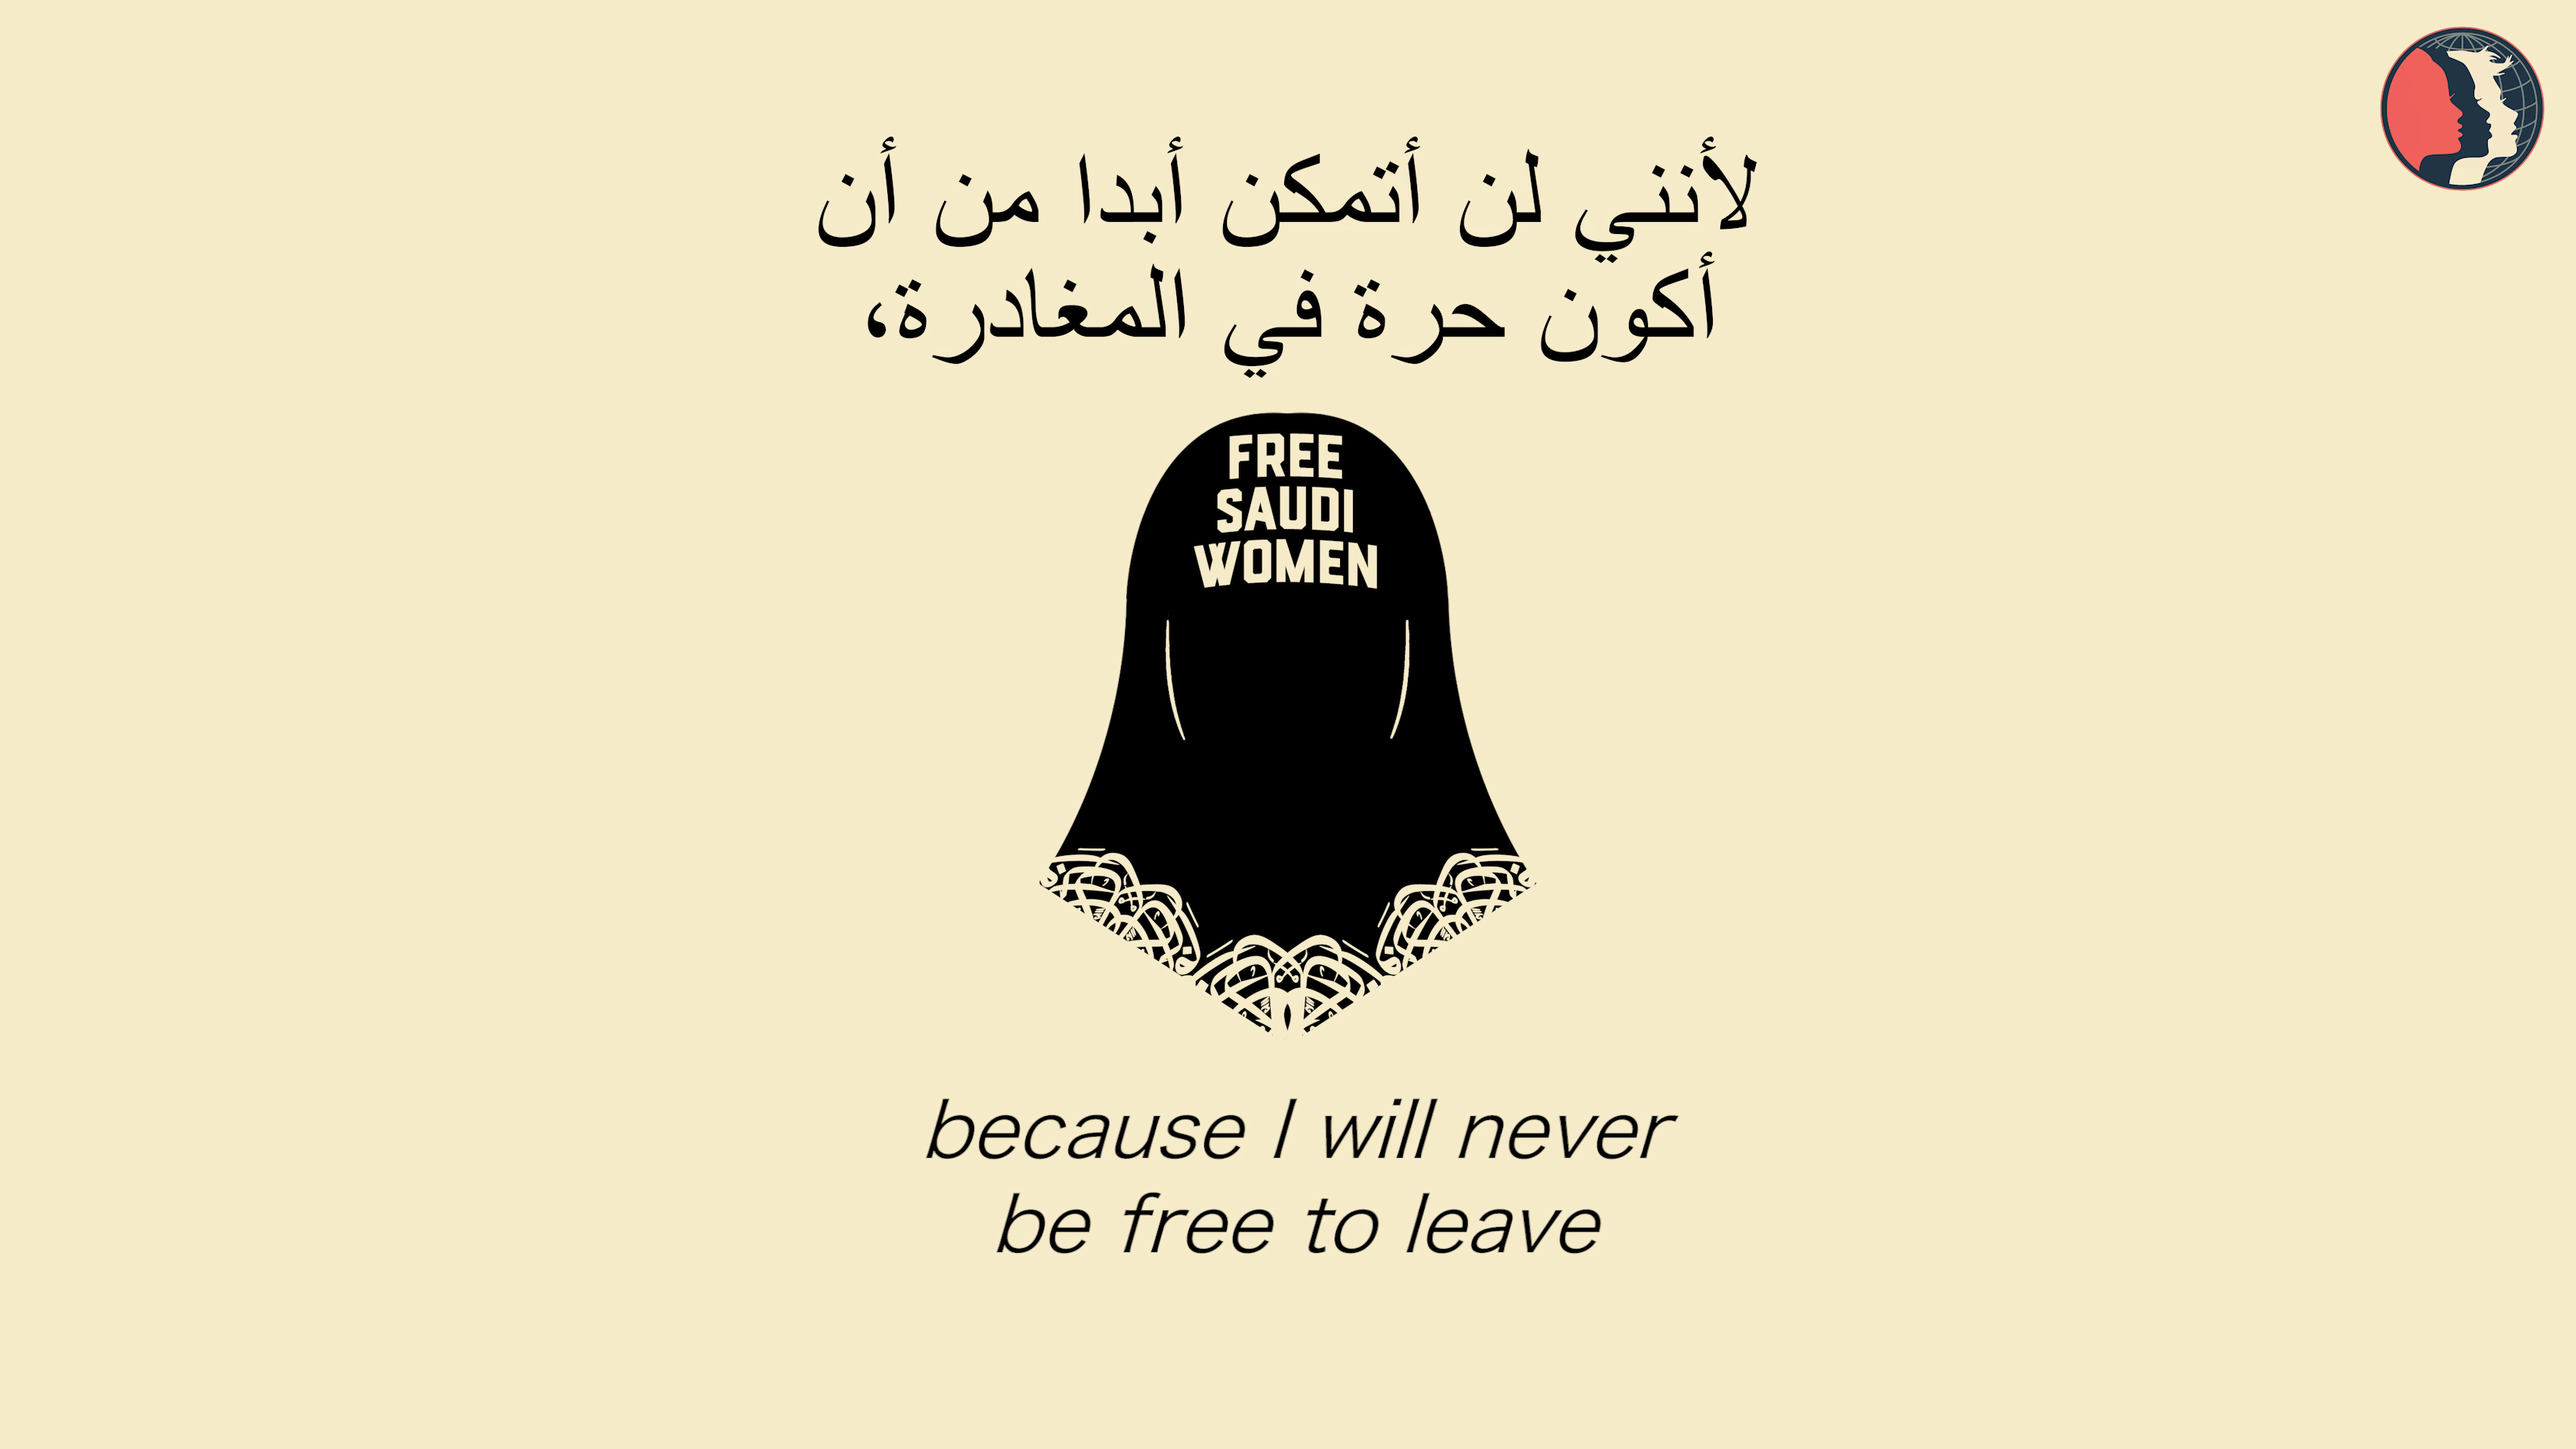 لأنني لن أتمكن أبدا من أن
أكون حرة في المغادرة،
FREE
SAUDI
WOMEN
because I will never
be free to leave